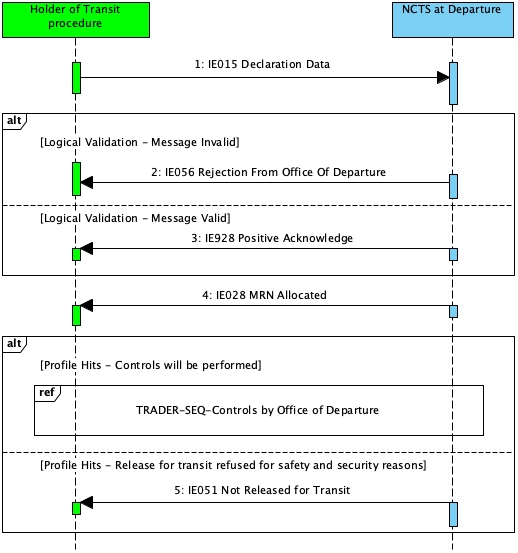 Holder of Transit
procedure
NCTS at Departure
1: IE015 Declaration Data
alt
[Logical Validation - Message Invalid]
2: IE056 Rejection From Office Of Departure
[Logical Validation - Message Valid]
3: IE928 Positive Acknowledge
4: IE028 MRN Allocated
alt
[Profile Hits - Controls will be performed]
ref
TRADER-SEQ-Controls by Office of Departure
[Profile Hits - Release for transit refused for safety and security reasons]
5: IE051 Not Released for Transit